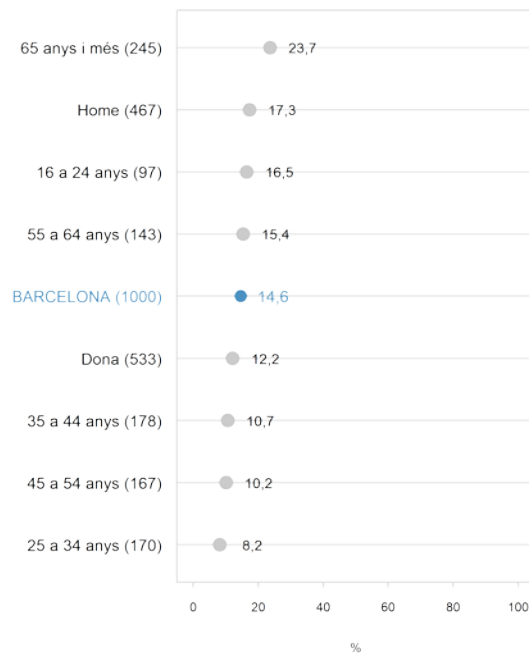 65 anys i més (245) 23,7
Home (467) 17,3
16 a 24 anys (97) 16,5
55 a 64 anys (143) 15,4
BARCELONA (1000) 14,6
Dona (533) 12,2
35 a 44 anys (178) 10,7
45 a 54 anys (167) 10,2
25 a 34 anys (170) 8,2
0 20 40 60 80 100
%